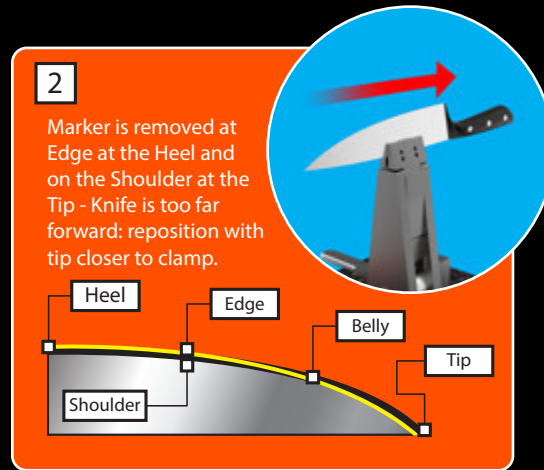 2
Marker is removed at
Edge at the Heel and
on the Shoulder at the
Tip - Knife is too far
forward: reposition with
tip closer to clamp.
Heel
Edge
Belly
Tip
Shoulder